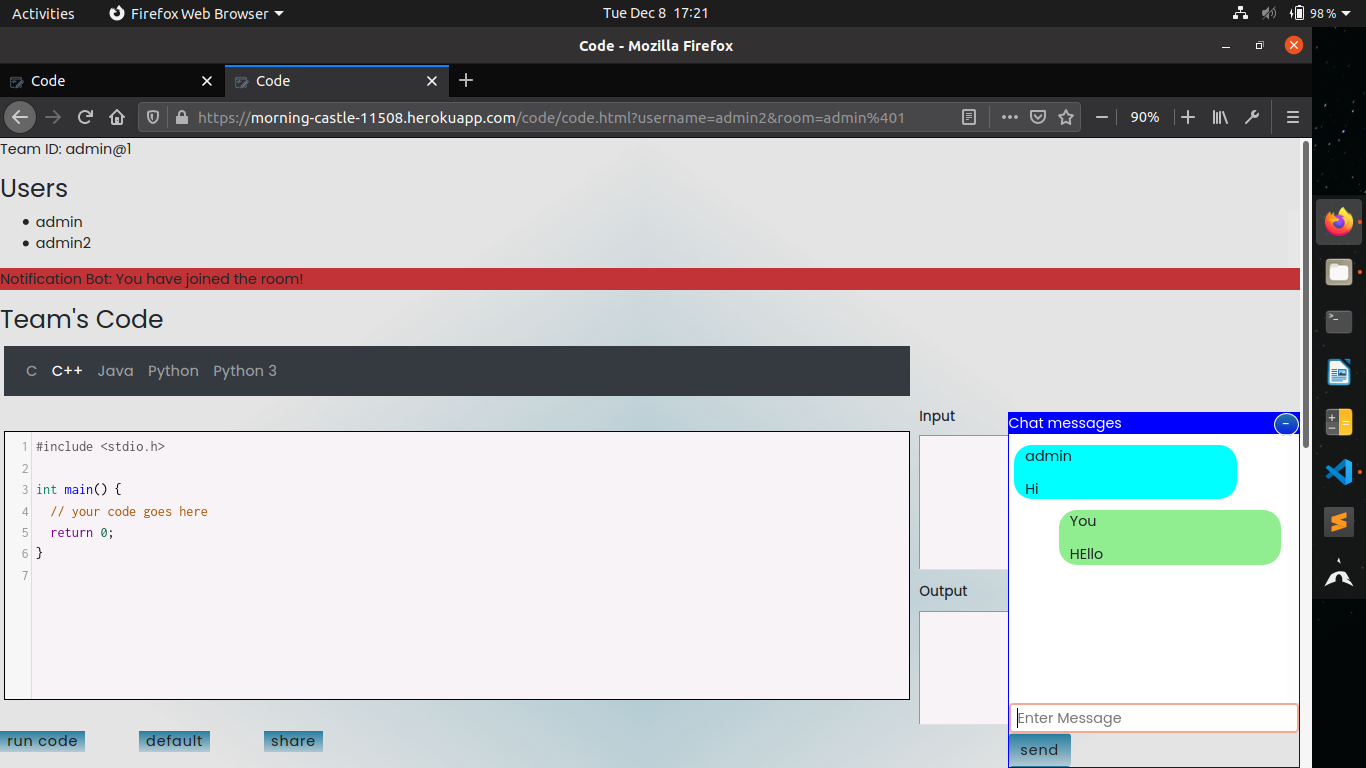 Activities Firefox Web Browser Tue Dec 8 17:21 98%
Code - Mozilla Firefox
Code Code
https://morning-castle-11508.herokuapp.com/code/code.html?username=admin2&room=admin%401 90%
Team ID: admin@1
Users
admin
admin2
Notification Bot: You have joined the room!
Team's Code
C C++ Java Python Python 3
1 #include <stdio.h>
2
3 int main() {
4 // your code goes here
5 return 0;
6 }
7
run code default share
Input
Output
Chat messages
admin
Hi
You
HEllo
Enter Message
send